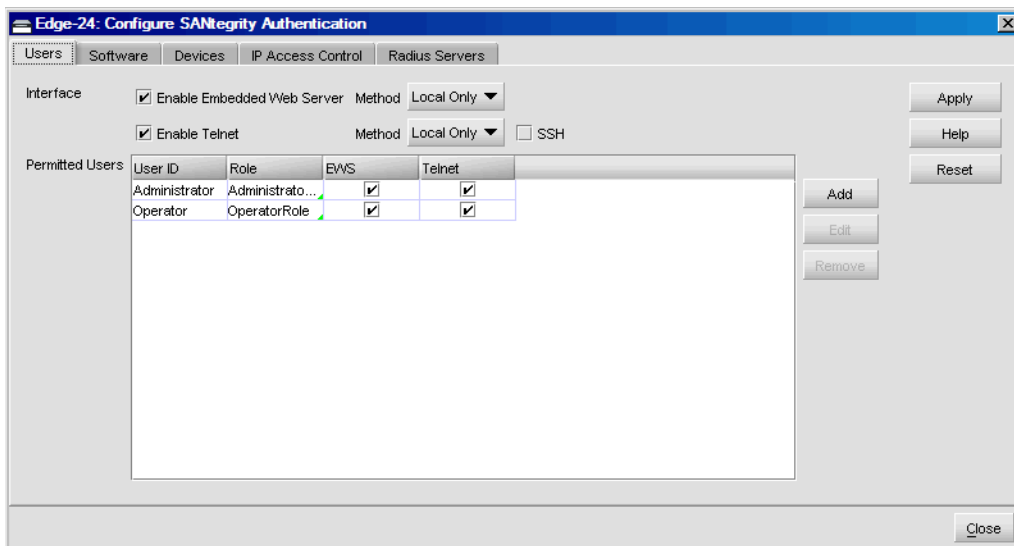 Edge-24: Configure SANtegrity Authentication
Users Software Devices IP Access Control Radius Servers
Interface Enable Embedded Web Server Method Local Only Apply
Enable Telnet Method Local Only SSH Help
Permitted Users User ID Role EWS Telnet Reset
Administrator Administrato... Add
Operator OperatorRole
Edit
Remove
Close